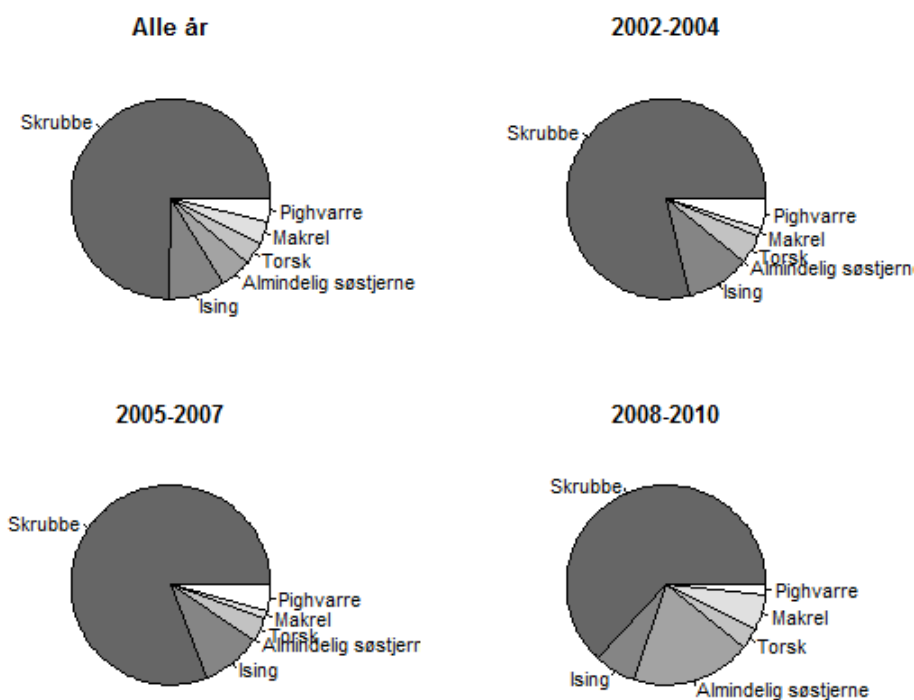 Alle år
Skrubbe
Pighvarre
Makrel
Torsk
Almindelig søstjerne
Ising
2002-2004
Skrubbe
Pighvarre
Makrel
Torsk
Almindelig søstjerne
Ising
2005-2007
Skrubbe
Pighvarre
Makrel
Torsk
Almindelig søstjerr
Ising
2008-2010
Skrubbe
Pighvarre
Makrel
Torsk
Almindelig søstjerne
Ising